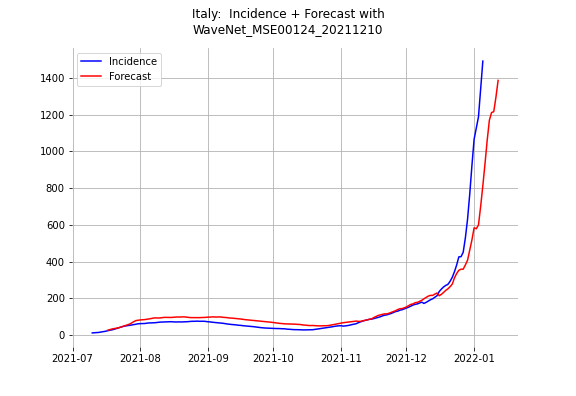 Italy:  Incidence + Forecast with
WaveNet_MSE00124_20211210
Incidence
Forecast
1400
1200
1000
800
600
400
200
0
2021-07 2021-08 2021-09 2021-10 2021-11 2021-12 2022-01